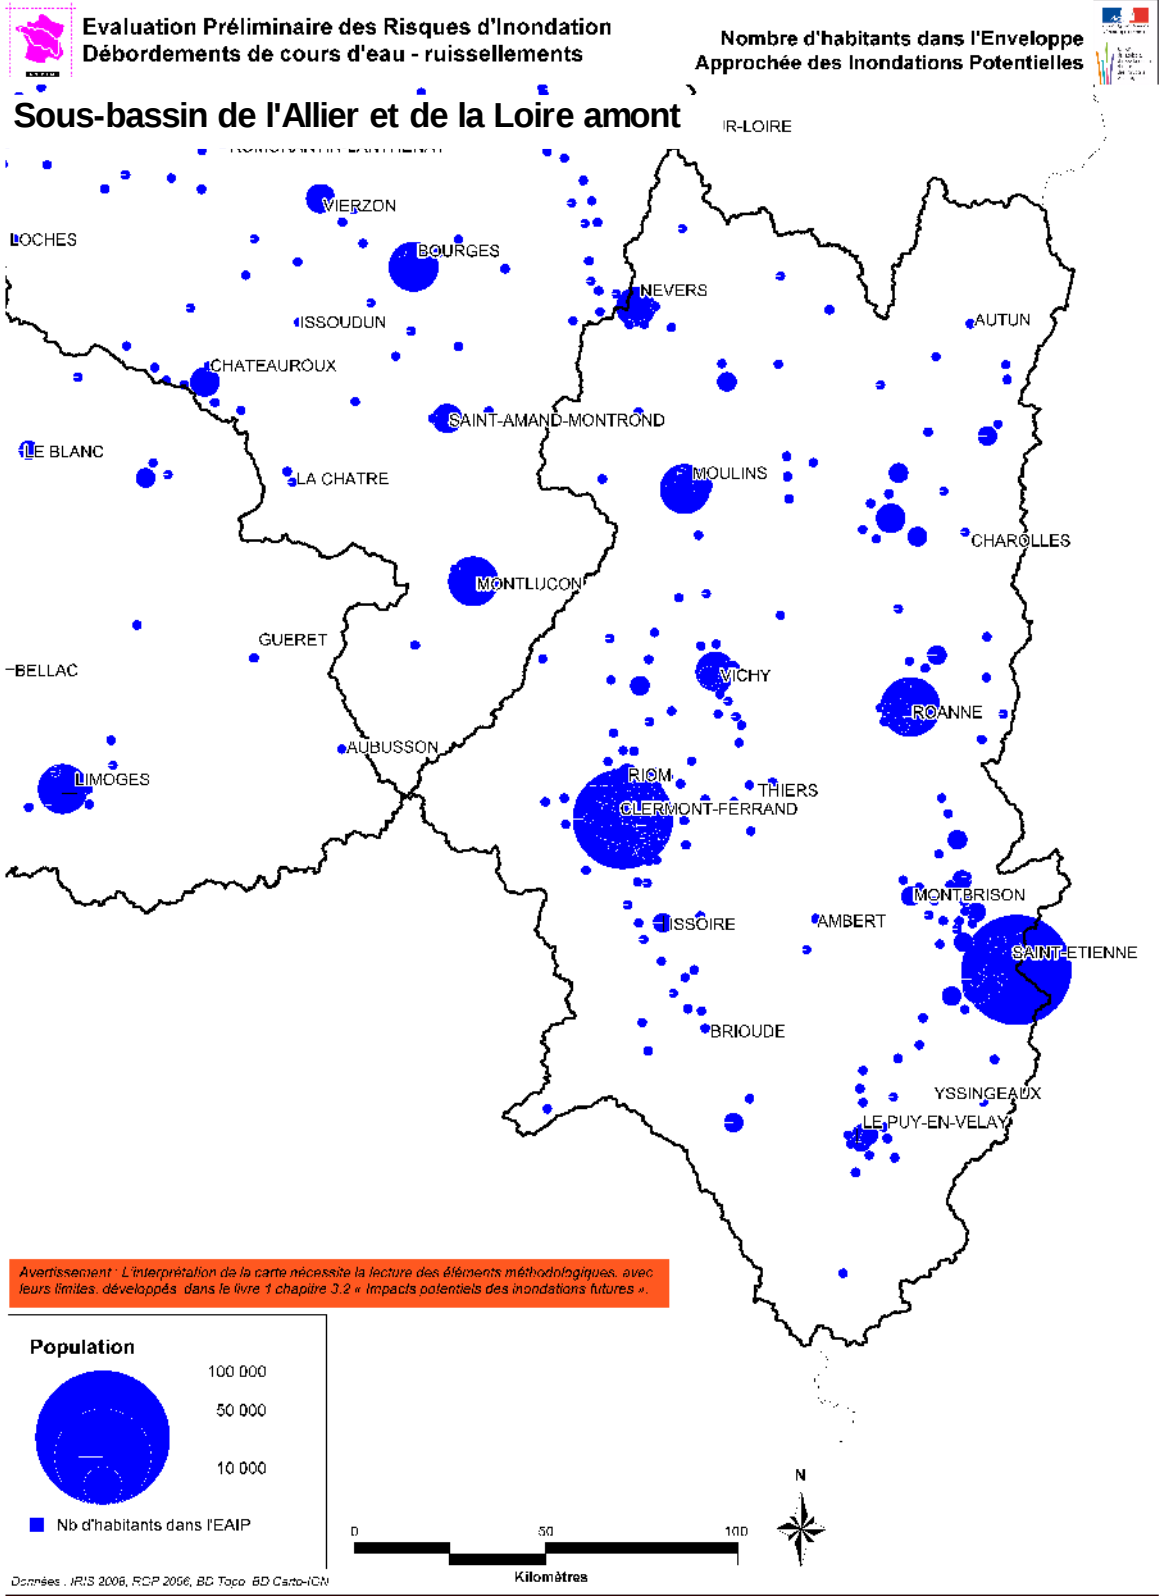 Evaluation Préliminaire des Risques d'Inondation
Débordements de cours d'eau - ruissellements
Nombre d'habitants dans l'Enveloppe
Approchée des Inondations Potentielles
Sous-bassin de l'Allier et de la Loire amont
R-LOIRE
VIERZON
LOCHES
BOURGES
NEVERS
ISSOUDUN
AUTUN
CHATEAUROUX
SAINT-AMAND-MONTROND
LE BLANC
MOULINS
LA CHATRE
CHAROLLES
MONTLUCON
GUERET
BELLAC
VICHY
ROANNE
AUBUSSON
LIMOGES
RIOM
THIERS
CLERMONT-FERRAND
MONTBRISON
ISSOIRE
AMBERT
SAINT-ETIENNE
BRIOUDE
YSSINGEAUX
LE PUY-EN-VELAY
Avertissement : L'interprétation de la carte nécessite la lecture des éléments méthodologiques, avec
leurs limites, développés dans le livre 1 chapitre 3.2 « Impacts potentiels des inondations futures ».
Population
100 000
50 000
10 000
Nb d'habitants dans l'EAIP
N
0 50 100
Kilomètres
Données : IRIS 2008, RGP 2006, BD Topo, BD Carto-IGN